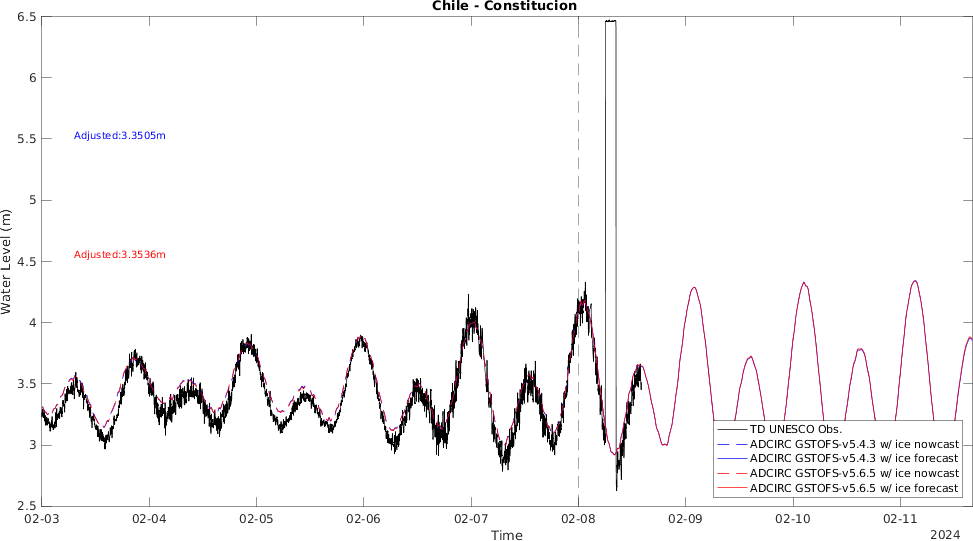 Chile - Constitucion
6.5
6
5.5
5
4.5
4
3.5
3
2.5
Water Level (m)
Adjusted:3.3505m
Adjusted:3.3536m
TD UNESCO Obs.
ADCIRC GSTOFS-v5.4.3 w/ ice nowcast
ADCIRC GSTOFS-v5.4.3 w/ ice forecast
ADCIRC GSTOFS-v5.6.5 w/ ice nowcast
ADCIRC GSTOFS-v5.6.5 w/ ice forecast
02-03 02-04 02-05 02-06 02-07 02-08 02-09 02-10 02-11
Time
2024